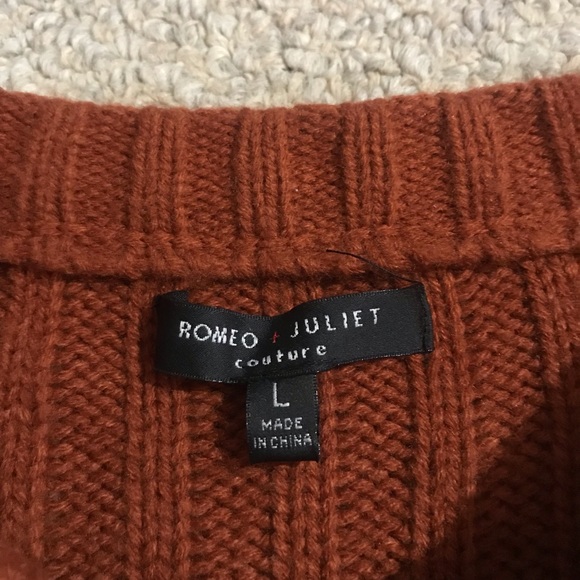 ROMEO + JULIET
couture
L
MADE
IN CHINA